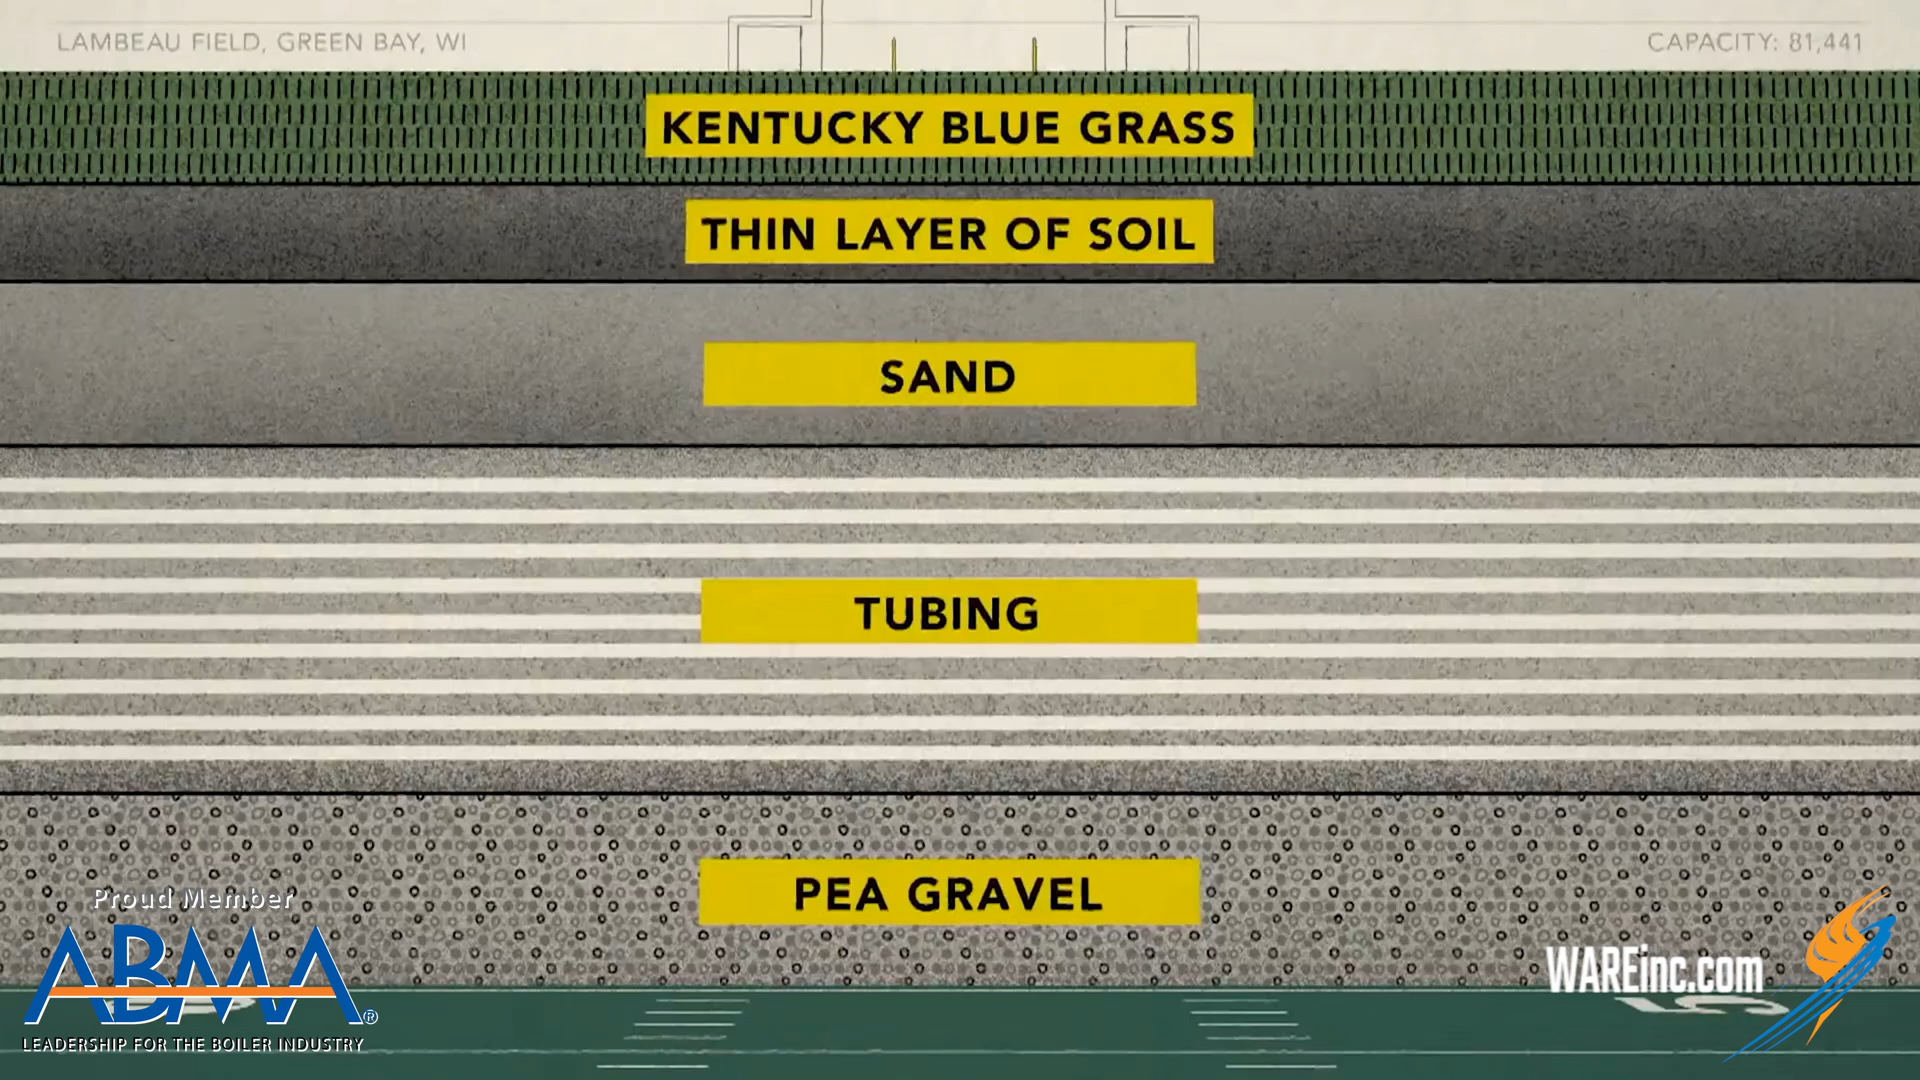 LAMBEAU FIELD, GREEN BAY, WI
CAPACITY: 81,441
KENTUCKY BLUE GRASS
THIN LAYER OF SOIL
SAND
TUBING
PEA GRAVEL
Proud Member
ABMA®
LEADERSHIP FOR THE BOILER INDUSTRY
WAREinc.com